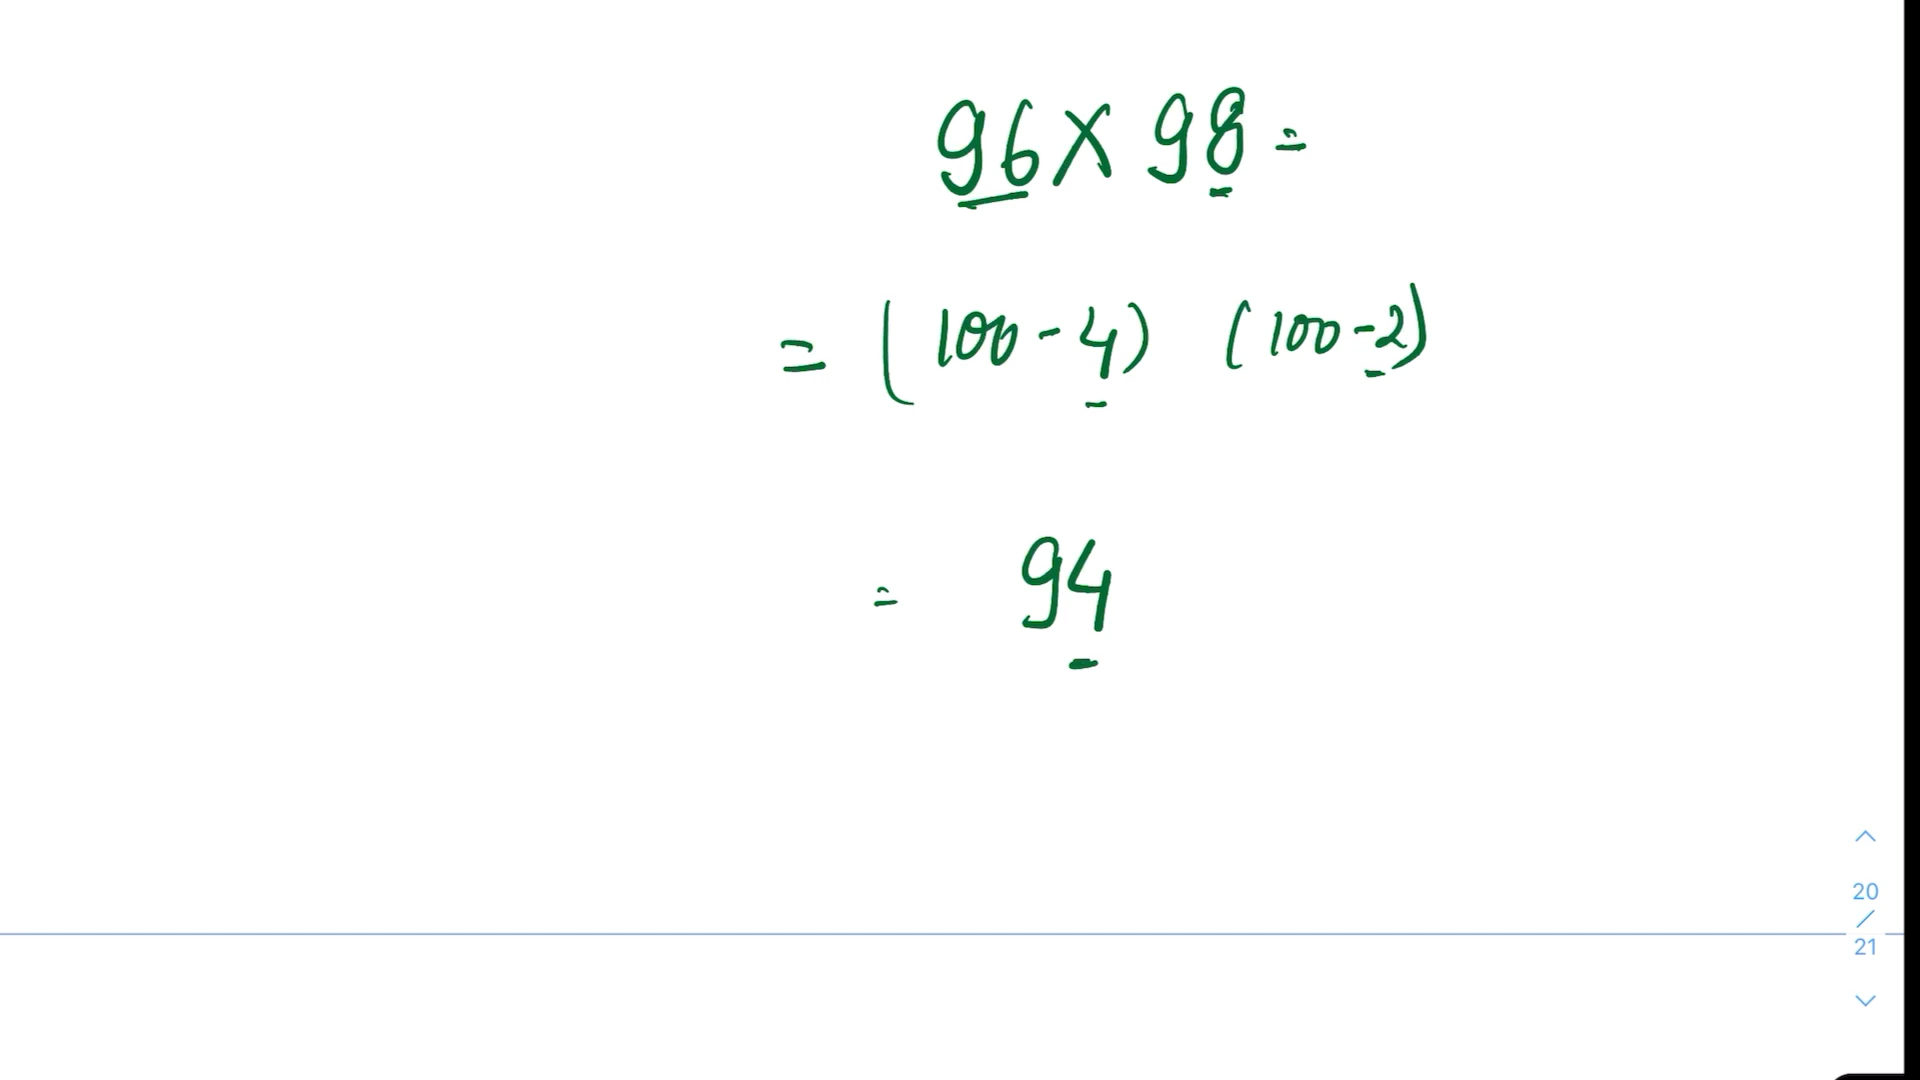 96 X 98 =
= (100 - 4) (100 - 2)
= 94
20
/
21